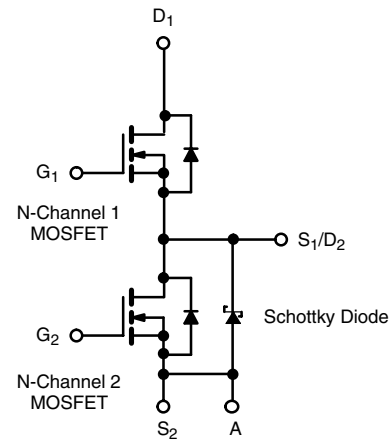 D1
G1
N-Channel 1
MOSFET
S1/D2
G2
Schottky Diode
N-Channel 2
MOSFET
S2
A